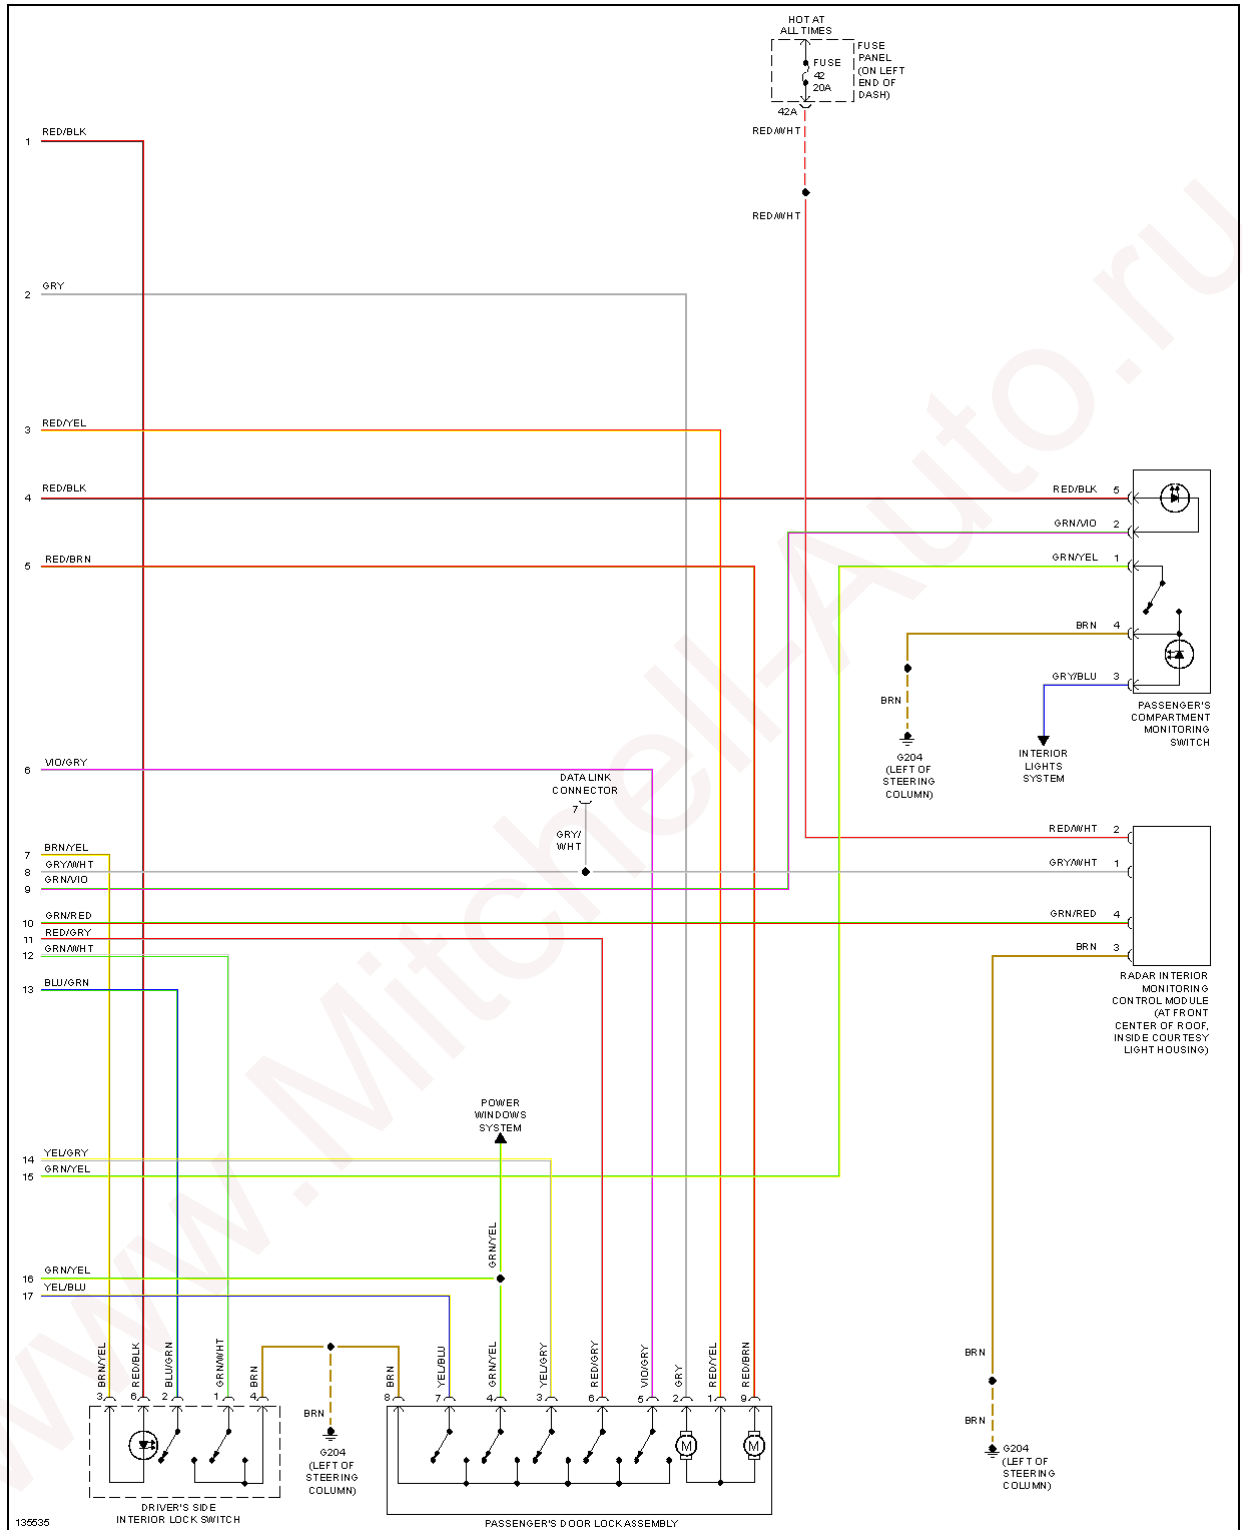 HOT AT
ALL TIMES
FUSE
42
20A
FUSE
PANEL
(ON LEFT
END OF
DASH)
42A
RED/WHT
RED/WHT
1 RED/BLK
2 GRY
3 RED/YEL
4 RED/BLK
RED/BLK 5
GRN/VIO 2
5 RED/BRN
GRN/YEL 1
BRN 4
GRY/BLU 3
BRN
PASSENGER'S
COMPARTMENT
MONITORING
SWITCH
G204
(LEFT OF
STEERING
COLUMN)
INTERIOR
LIGHTS
SYSTEM
6 VIO/GRY
DATA LINK
CONNECTOR
7
GRY/
WHT
RED/WHT 2
7 BRN/YEL
8 GRY/WHT
GRY/WHT 1
9 GRN/VIO
10 GRN/RED
GRN/RED 4
11 RED/GRY
12 GRN/WHT
BRN 3
13 BLU/GRN
RADAR INTERIOR
MONITORING
CONTROL MODULE
(AT FRONT
CENTER OF ROOF,
INSIDE COURTESY
LIGHT HOUSING)
POWER
WINDOWS
SYSTEM
14 YEL/GRY
15 GRN/YEL
GRN/YEL
16 GRN/YEL
17 YEL/BLU
BRN/YEL
RED/BLK
BLU/GRN
GRN/WHT
BRN
BRN
YEL/BLU
GRN/YEL
YEL/GRY
RED/GRY
VIO/GRY
GRY
RED/YEL
RED/BRN
3 6 2 1 4 8 7 4 3 6 5 2 1 9
BRN
BRN
BRN
G204
(LEFT OF
STEERING
COLUMN)
M
M
G204
(LEFT OF
STEERING
COLUMN)
DRIVER'S SIDE
INTERIOR LOCK SWITCH
PASSENGER'S DOOR LOCK ASSEMBLY
135535
www.Mitchell-Auto.ru